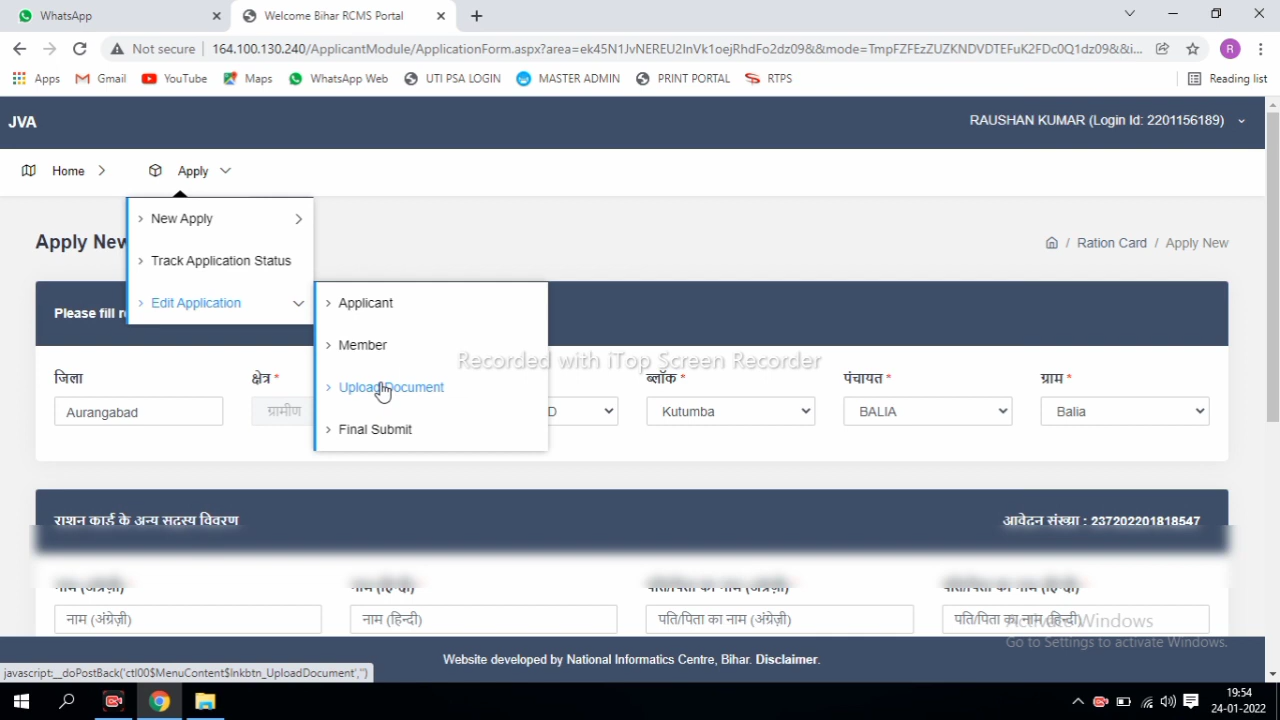 WhatsApp
Welcome Bihar RCMS Portal
Not secure
164.100.130.240/ApplicantModule/ApplicationForm.aspx?area=ek45N1JvNEREU2InVk1oejRhdFo2dz09&&mode=TmpFZFEzZUZKNDVDTEFuK2FDc0Q1dz09&&i...
R
Apps
Gmail
YouTube
Maps
WhatsApp Web
UTI PSA LOGIN
MASTER ADMIN
PRINT PORTAL
RTPS
Reading list
JVA
RAUSHAN KUMAR (Login Id: 2201156189)
Home
Apply
New Apply
Track Application Status
Edit Application
Applicant
Member
Upload Document
Final Submit
Apply New
/ Ration Card / Apply New
Please fill
Recorded with iTop Screen Recorder
जिला
क्षेत्र *
ब्लॉक *
पंचायत *
ग्राम *
Aurangabad
ग्रामीण
D
Kutumba
BALIA
Balia
राशन कार्ड के अन्य सदस्य विवरण
आवेदन संख्या : 237202201818547
नाम (अंग्रेज़ी)
नाम (हिन्दी)
पति/पिता का नाम (अंग्रेज़ी)
पति/पिता का नाम (हिन्दी)
नाम (अंग्रेज़ी)
नाम (हिन्दी)
पति/पिता का नाम (अंग्रेज़ी)
पति/पिता का नाम (हिन्दी)
Activate Windows
Go to Settings to activate Windows.
Website developed by National Informatics Centre, Bihar. Disclaimer.
javascript:__doPostBack('ctl00$MenuContent$lnkbtn_UploadDocument','')
19:54
24-01-2022